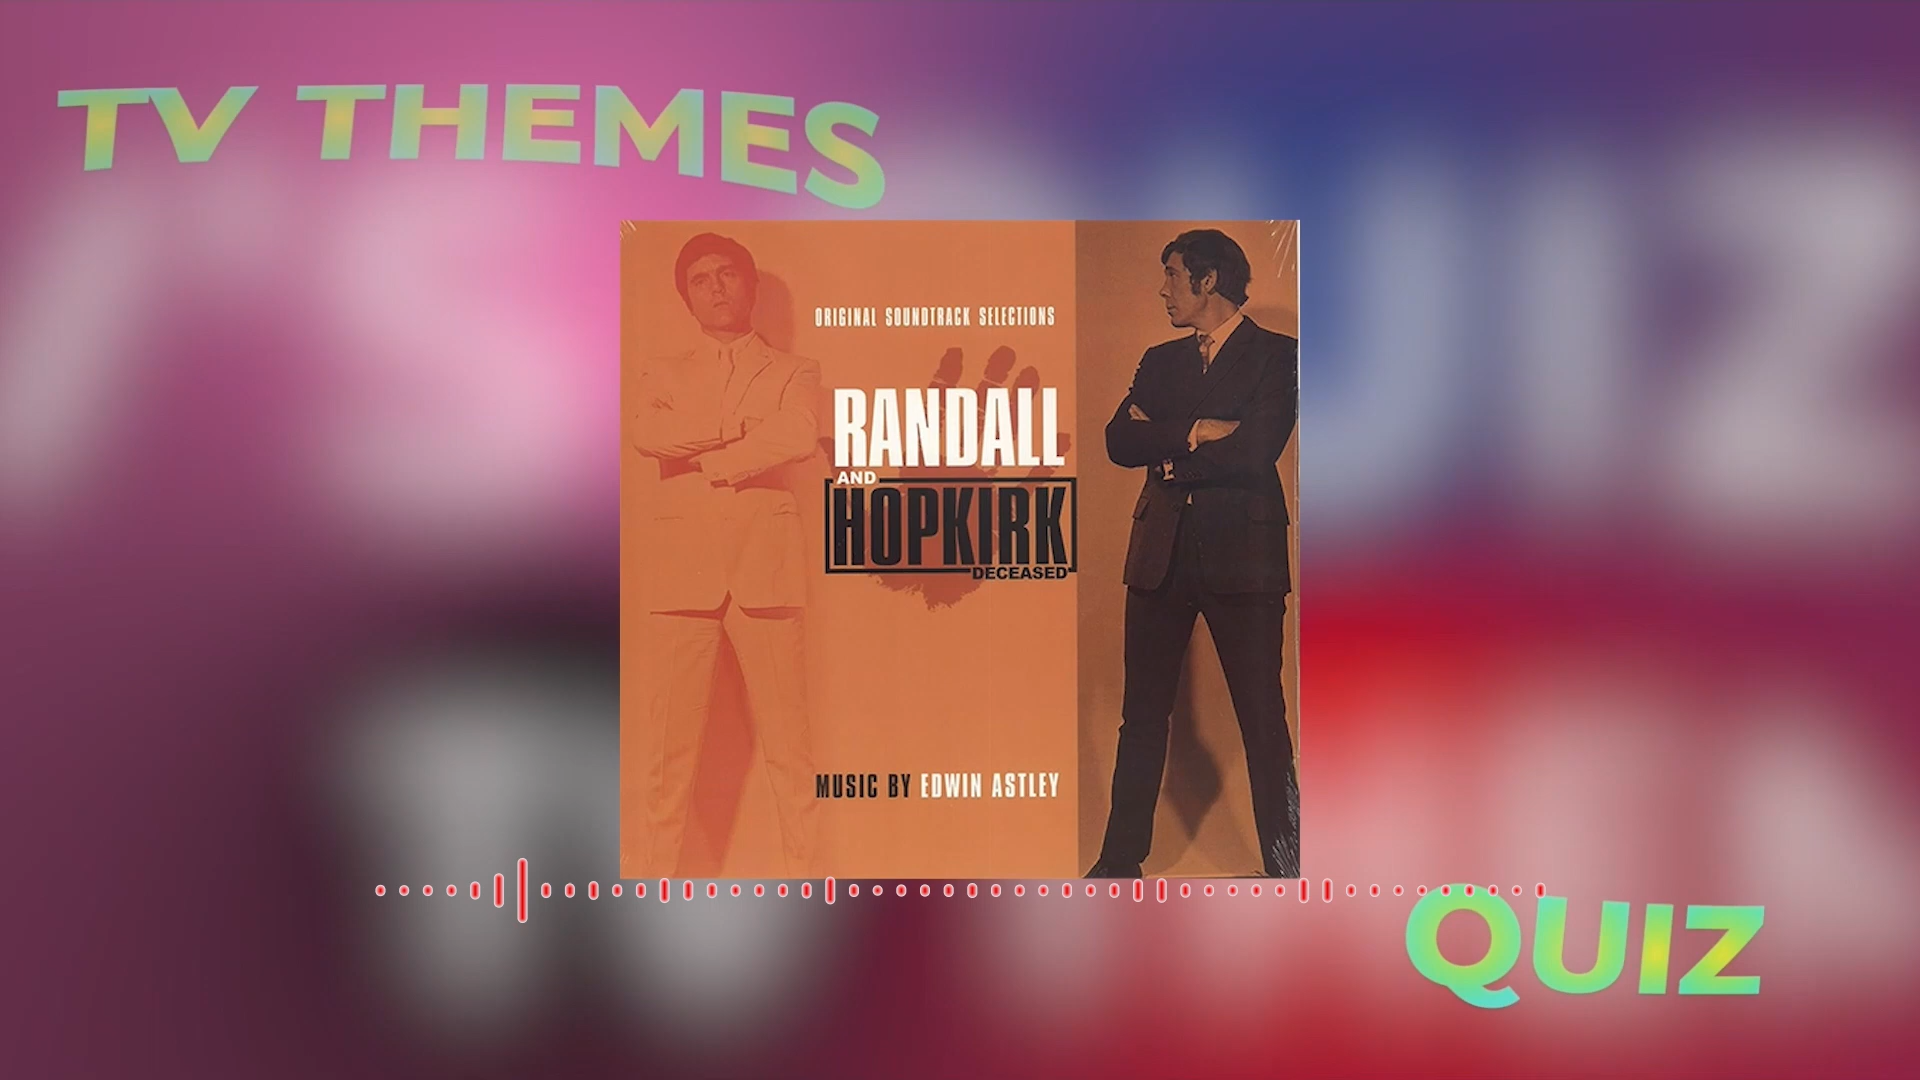 TV THEMES
ORIGINAL SOUNDTRACK SELECTIONS
RANDALL
AND
HOPKIRK
DECEASED
MUSIC BY EDWIN ASTLEY
QUIZ